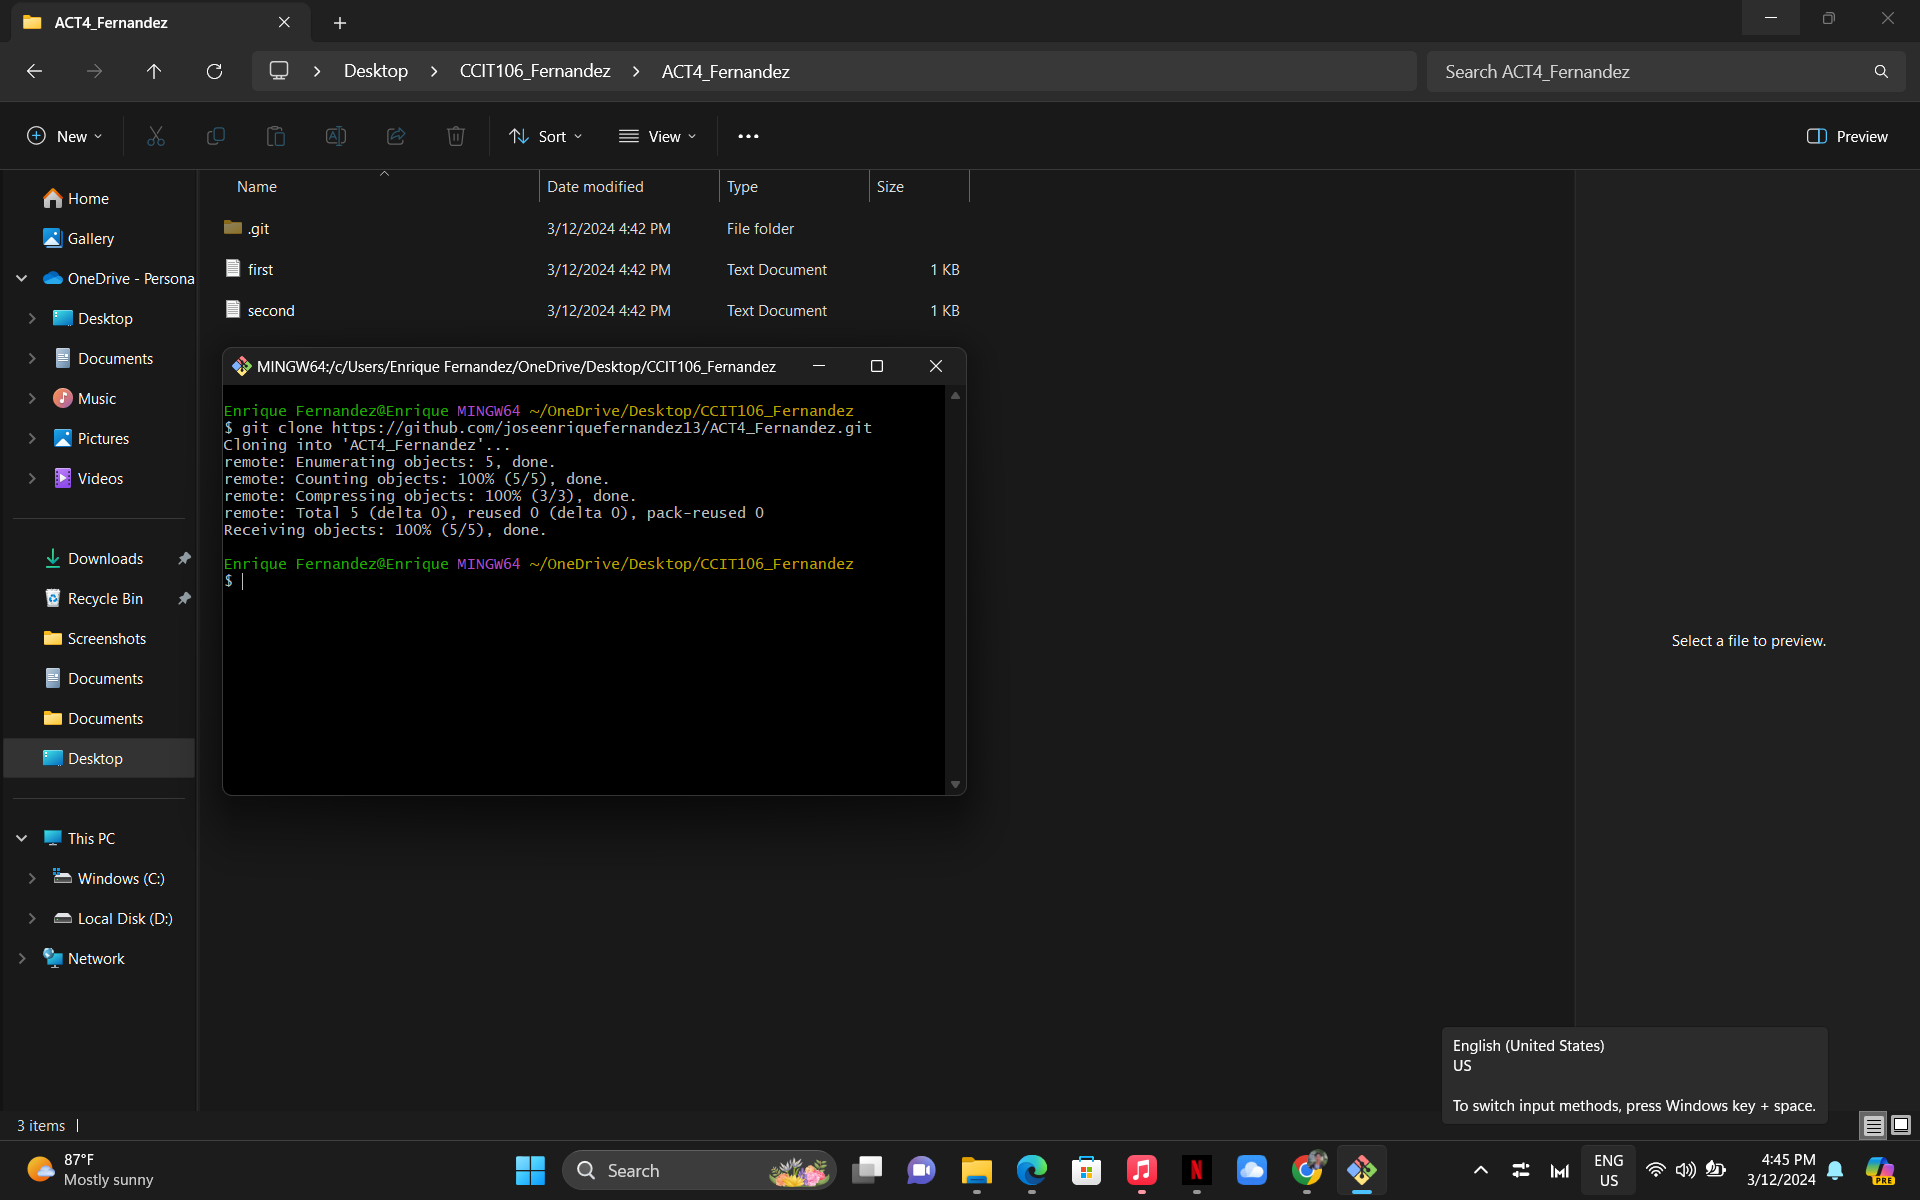 ACT4_Fernandez
Desktop > CCIT106_Fernandez > ACT4_Fernandez
Search ACT4_Fernandez
New
Sort
View
Preview
Name
Date modified
Type
Size
.git
3/12/2024 4:42 PM
File folder
first
3/12/2024 4:42 PM
Text Document
1 KB
second
3/12/2024 4:42 PM
Text Document
1 KB
Home
Gallery
OneDrive - Persona
Desktop
Documents
Music
Pictures
Videos
Downloads
Recycle Bin
Screenshots
Documents
Documents
Desktop
This PC
Windows (C:)
Local Disk (D:)
Network
MINGW64:/c/Users/Enrique Fernandez/OneDrive/Desktop/CCIT106_Fernandez
Enrique Fernandez@Enrique MINGW64 ~/OneDrive/Desktop/CCIT106_Fernandez
$ git clone https://github.com/joseenriquefernandez13/ACT4_Fernandez.git
Cloning into 'ACT4_Fernandez'...
remote: Enumerating objects: 5, done.
remote: Counting objects: 100% (5/5), done.
remote: Compressing objects: 100% (3/3), done.
remote: Total 5 (delta 0), reused 0 (delta 0), pack-reused 0
Receiving objects: 100% (5/5), done.
Enrique Fernandez@Enrique MINGW64 ~/OneDrive/Desktop/CCIT106_Fernandez
$
Select a file to preview.
English (United States)
US
To switch input methods, press Windows key + space.
3 items
87°F
Mostly sunny
Search
N
ENG
US
4:45 PM
3/12/2024
PRE